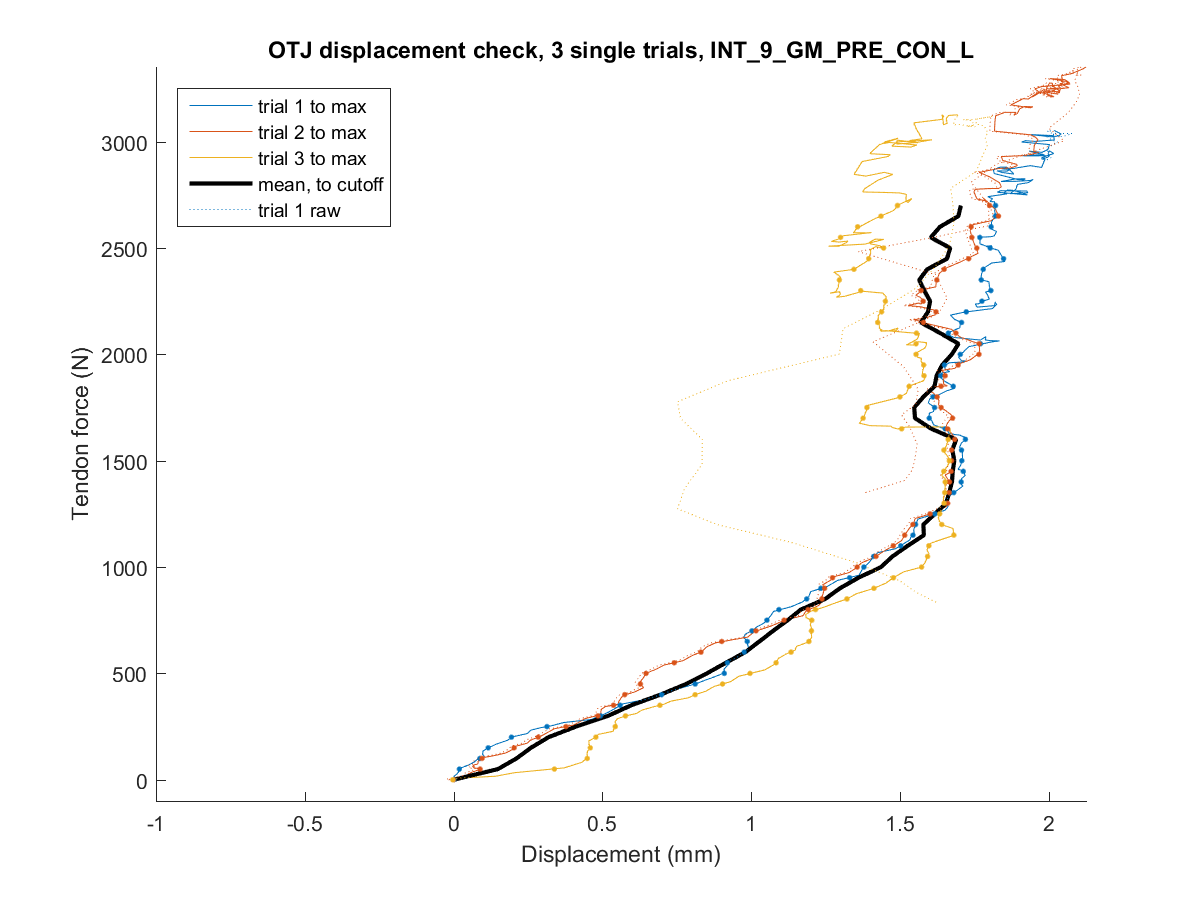 OTJ displacement check, 3 single trials, INT_9_GM_PRE_CON_L
trial 1 to max
trial 2 to max
trial 3 to max
mean, to cutoff
trial 1 raw
Tendon force (N)
3000
2500
2000
1500
1000
500
0
-1
-0.5
0
0.5
1
1.5
2
Displacement (mm)